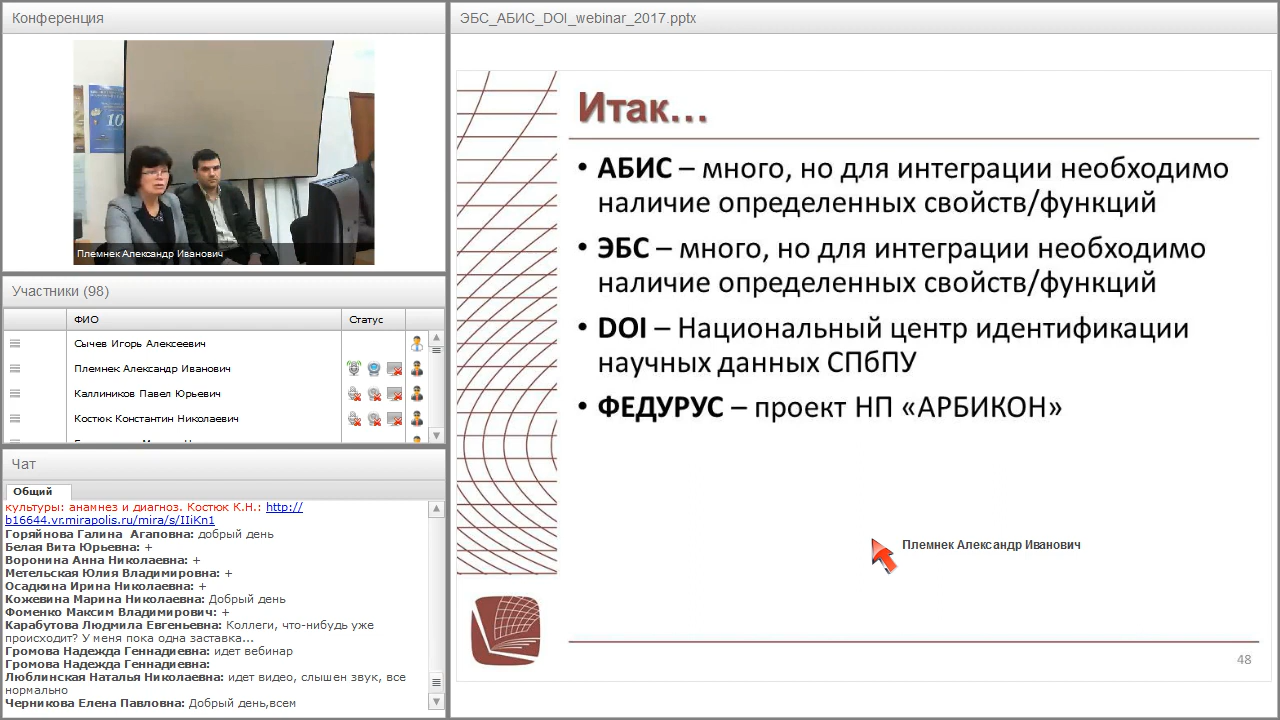 Конференция
10
Племнек Александр Иванович
Участники (98)
ФИО
Статус
Сычев Игорь Алексеевич
Племнек Александр Иванович
Каллиников Павел Юрьевич
Костюк Константин Николаевич
Чат
Общий
культуры: анамнез и диагноз. Костюк К.Н.: http://
b16644.vr.mirapolis.ru/mira/s/IIiKn1
Горяйнова Галина Агаповна: добрый день
Белая Вита Юрьевна: +
Воронина Анна Николаевна: +
Метельская Юлия Владимировна: +
Осадкина Ирина Николаевна: +
Кожевина Марина Николаевна: Добрый день
Фоменко Максим Владимирович: +
Карабутова Людмила Евгеньевна: Коллеги, что-нибудь уже
происходит? У меня пока одна заставка...
Громова Надежда Геннадиевна: идет вебинар
Громова Надежда Геннадиевна:
Люблинская Наталья Николаевна: идет видео, слышен звук, все
нормально
Черникова Елена Павловна: Добрый день,всем
ЭБС_АБИС_DOI_webinar_2017.pptx
Итак…
• АБИС – много, но для интеграции необходимо
наличие определенных свойств/функций
• ЭБС – много, но для интеграции необходимо
наличие определенных свойств/функций
• DOI – Национальный центр идентификации
научных данных СПбПУ
• ФЕДУРУС – проект НП «АРБИКОН»
Племнек Александр Иванович
48